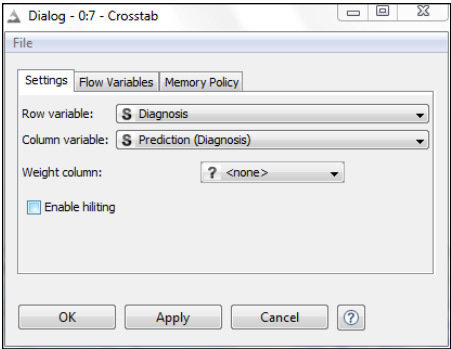 Dialog - 0:7 - Crosstab
File
Settings Flow Variables Memory Policy
Row variable: S Diagnosis
Column variable: S Prediction (Diagnosis)
Weight column: ? <none>
Enable hiliting
OK Apply Cancel ?